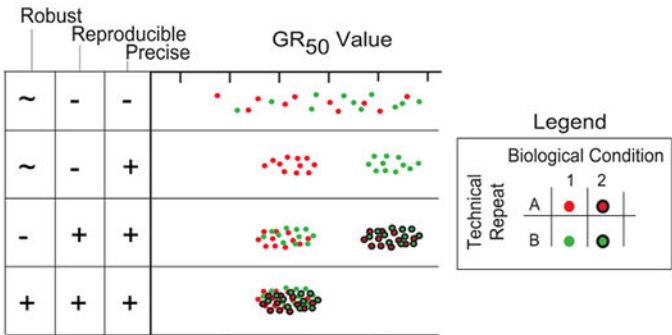 Robust
Reproducible
Precise
GR50 Value
~ - -
~ - +
- + +
+ + +
Legend
Biological Condition
1 2
Technical Repeat
A
B